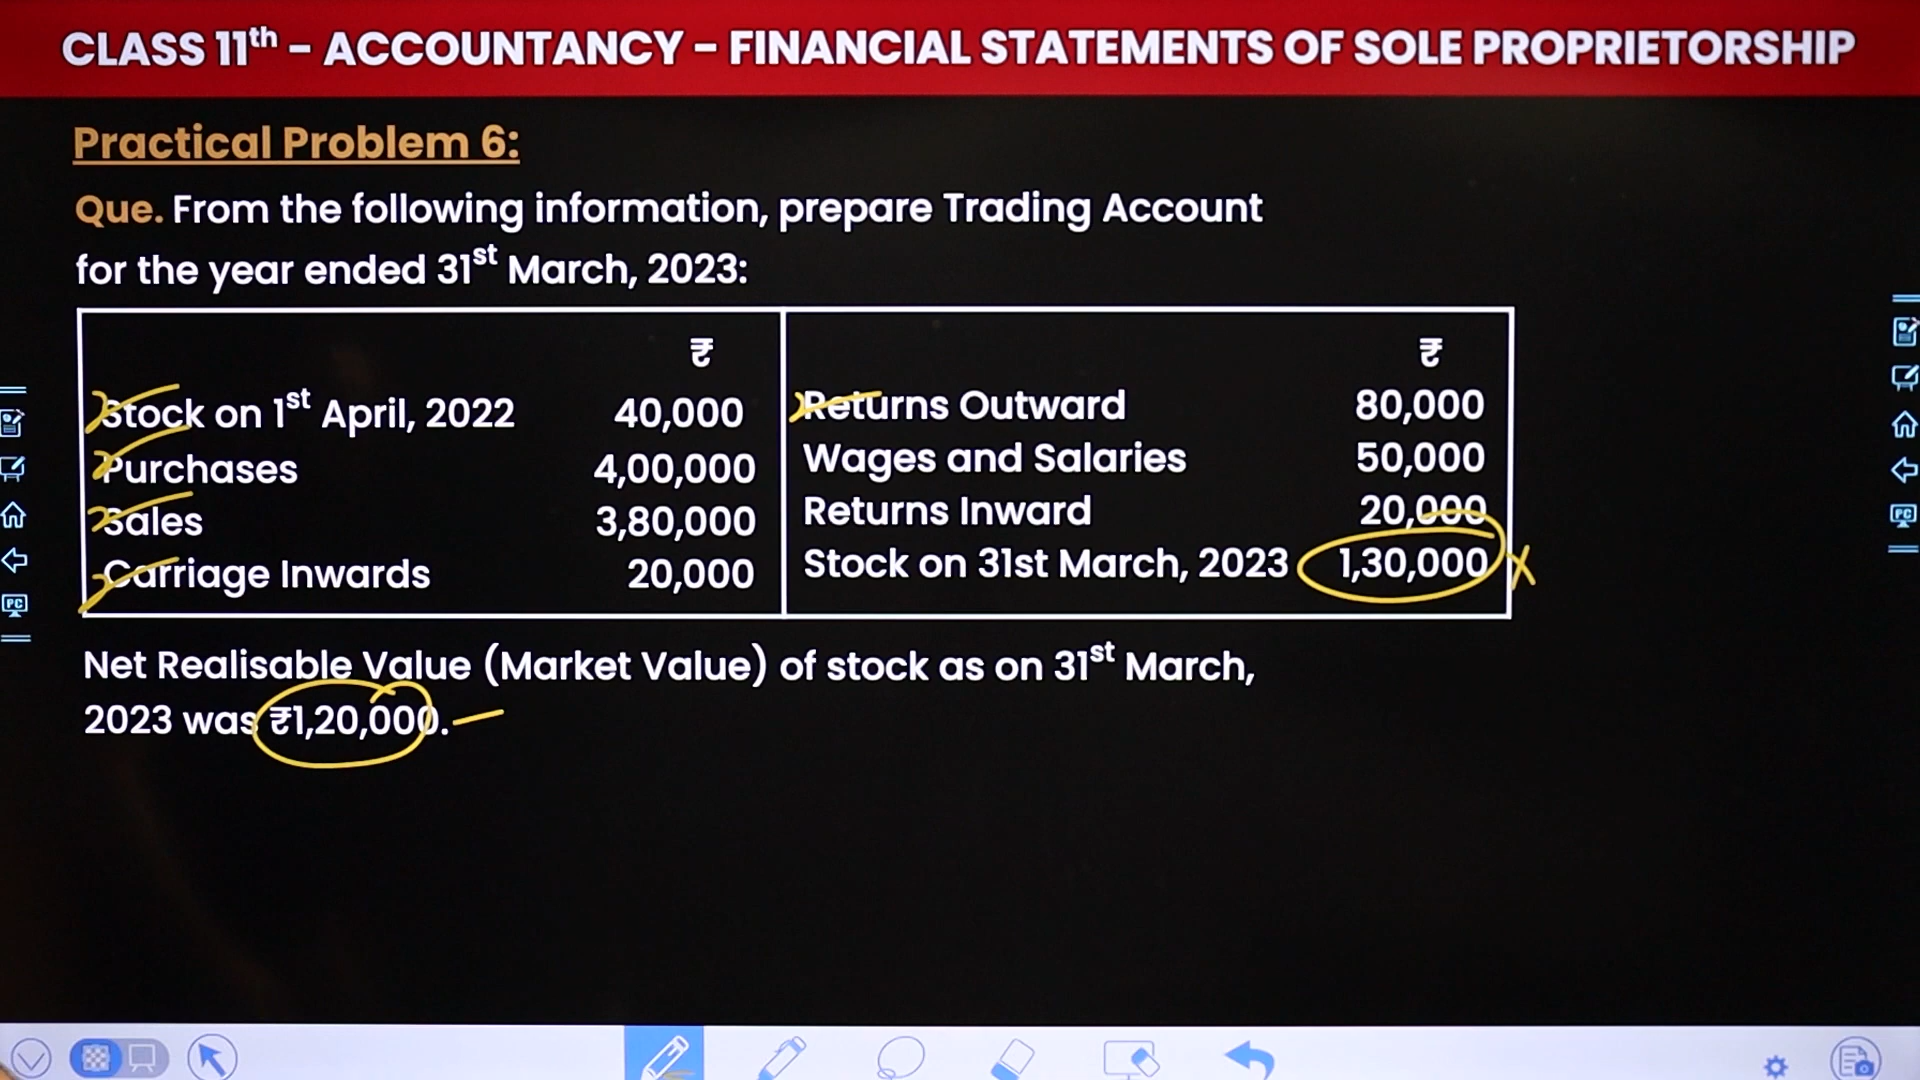 CLASS 11th – ACCOUNTANCY – FINANCIAL STATEMENTS OF SOLE PROPRIETORSHIP
Practical Problem 6:
Que. From the following information, prepare Trading Account
for the year ended 31st March, 2023:
₹ ₹
Stock on 1st April, 2022 40,000 Returns Outward 80,000
Purchases 4,00,000 Wages and Salaries 50,000
Sales 3,80,000 Returns Inward 20,000
Carriage Inwards 20,000 Stock on 31st March, 2023 1,30,000
Net Realisable Value (Market Value) of stock as on 31st March,
2023 was ₹1,20,000.
PC
PC